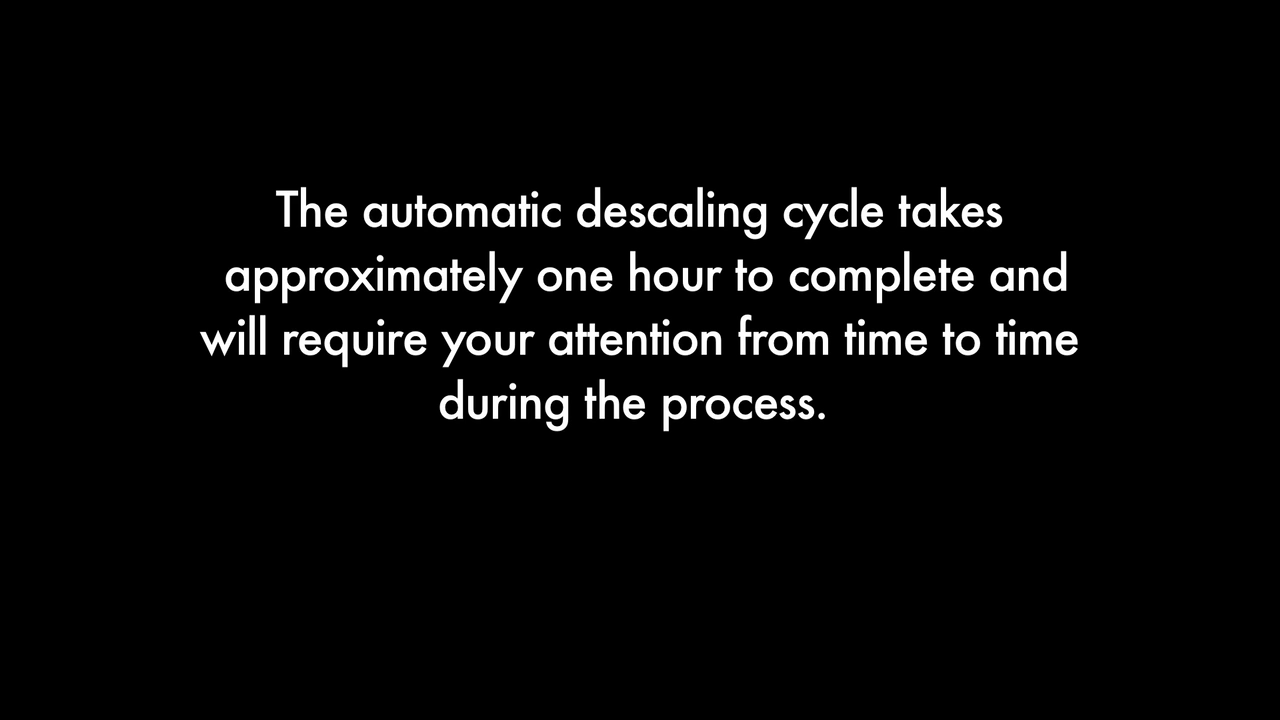 The automatic descaling cycle takes
approximately one hour to complete and
will require your attention from time to time
during the process.